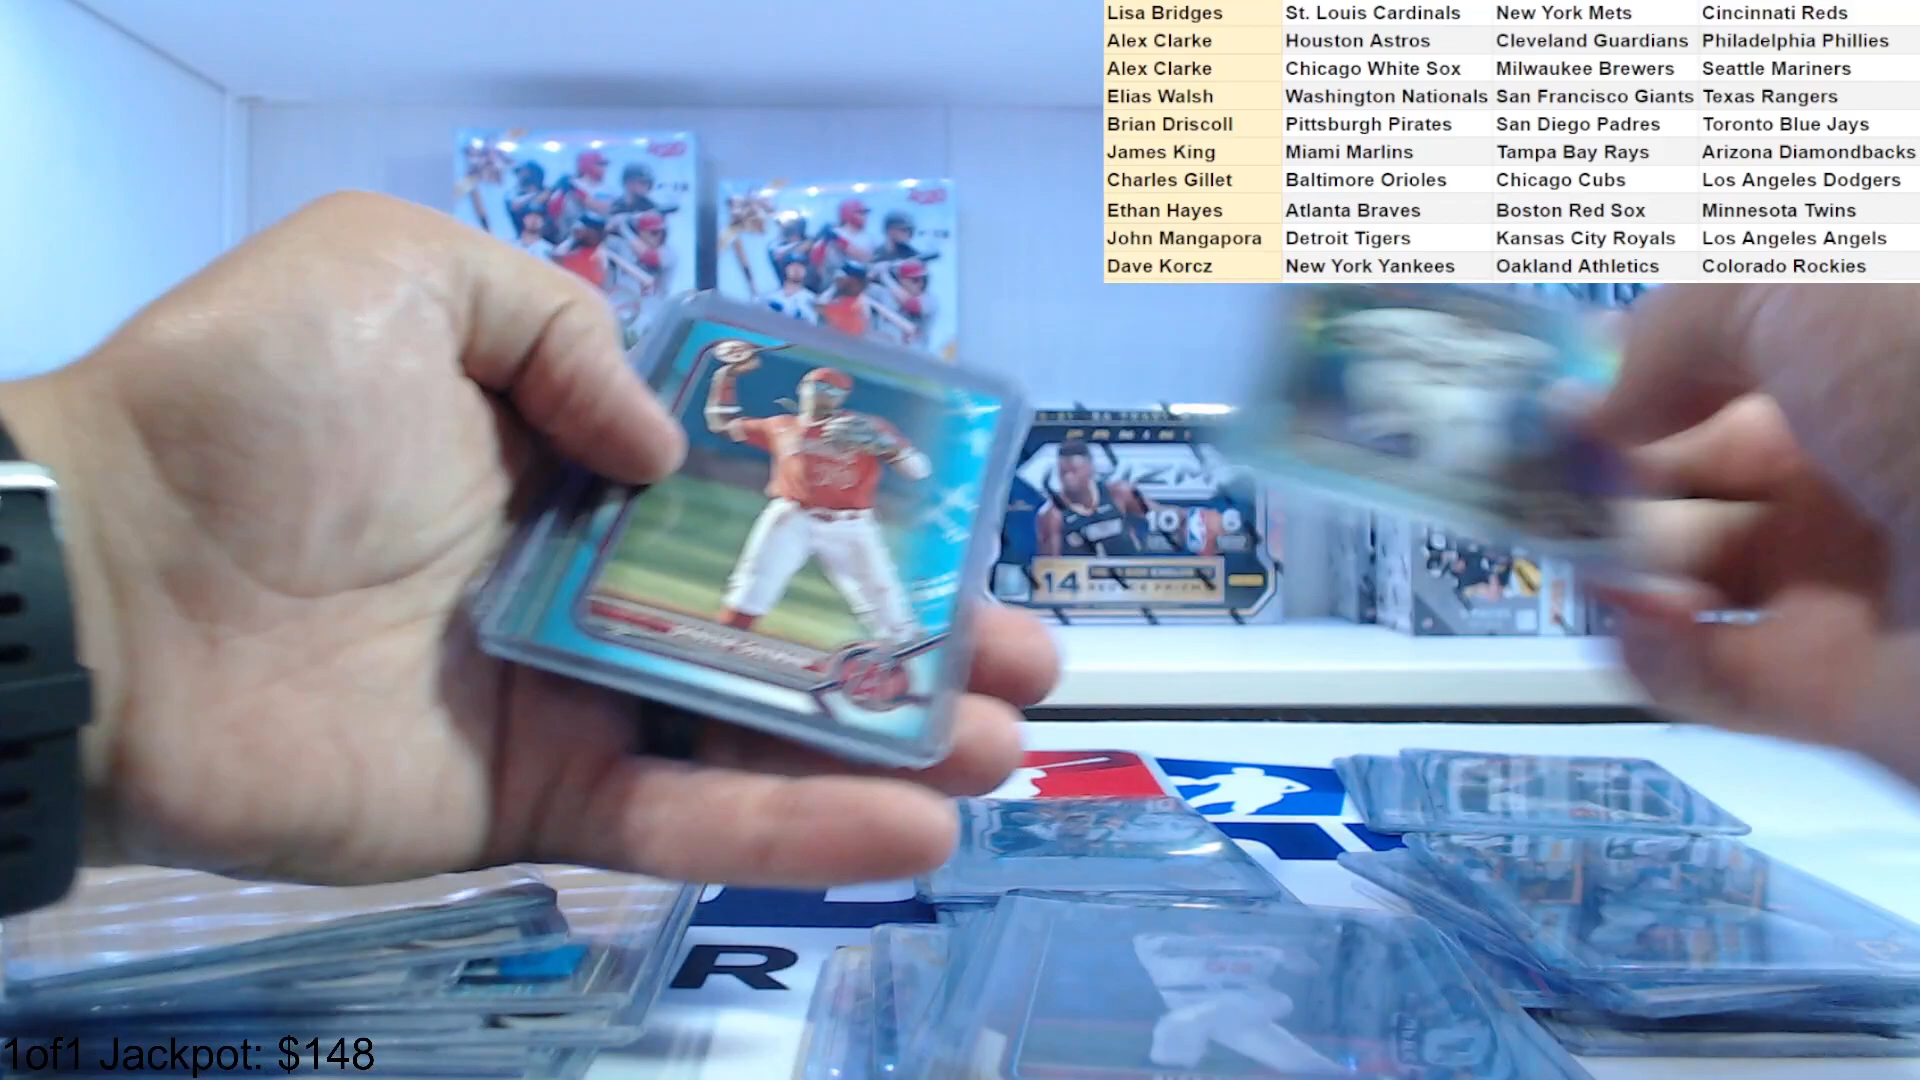 Lisa Bridges St. Louis Cardinals New York Mets Cincinnati Reds
Alex Clarke Houston Astros Cleveland Guardians Philadelphia Phillies
Alex Clarke Chicago White Sox Milwaukee Brewers Seattle Mariners
Elias Walsh Washington Nationals San Francisco Giants Texas Rangers
Brian Driscoll Pittsburgh Pirates San Diego Padres Toronto Blue Jays
James King Miami Marlins Tampa Bay Rays Arizona Diamondbacks
Charles Gillet Baltimore Orioles Chicago Cubs Los Angeles Dodgers
Ethan Hayes Atlanta Braves Boston Red Sox Minnesota Twins
John Mangapora Detroit Tigers Kansas City Royals Los Angeles Angels
Dave Korcz New York Yankees Oakland Athletics Colorado Rockies
PANINI
PRIZM
10 6
14
R
1of1 Jackpot: $148